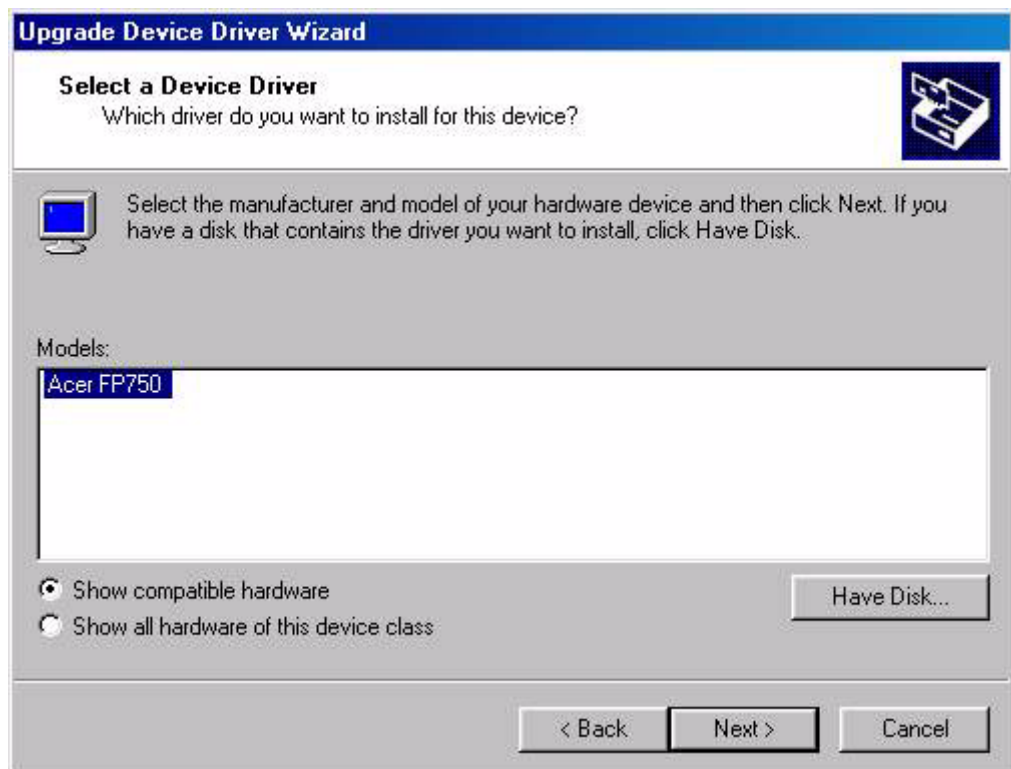 Upgrade Device Driver Wizard
Select a Device Driver
Which driver do you want to install for this device?
Select the manufacturer and model of your hardware device and then click Next. If you
have a disk that contains the driver you want to install, click Have Disk.
Models:
Acer FP750
Show compatible hardware
Show all hardware of this device class
Have Disk...
< Back
Next >
Cancel